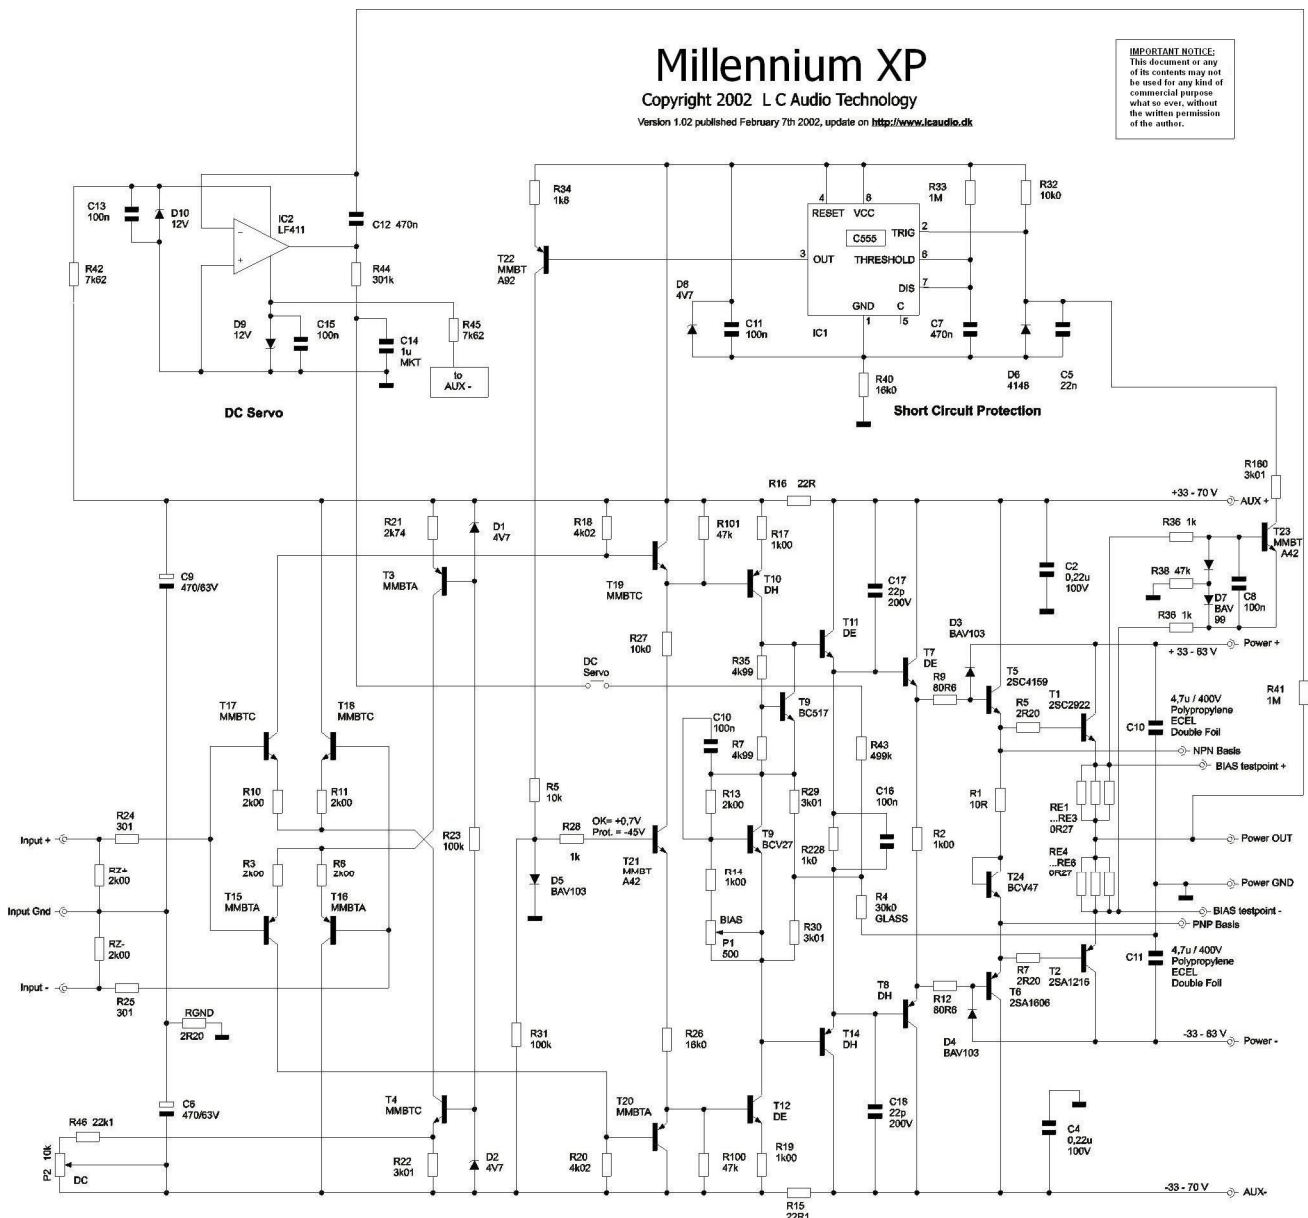 Millennium XP
Copyright 2002 L C Audio Technology
Version 1.02 published February 7th 2002, update on http://www.lcaudio.dk
IMPORTANT NOTICE:
This document or any
of its contents may not
be used for any kind of
commercial purpose
what so ever, without
the written permission
of the author.
C13
100n
D10
12V
IC2
LF411
C12 470n
R42
7k62
R44
301k
D9
12V
C15
100n
C14
1u
MKT
R45
7k62
to
AUX -
DC Servo
R34
1k8
T22
MMBT
A92
4
8
RESET
VCC
C555
TRIG
2
3
OUT
THRESHOLD
6
DIS
7
GND
C
1
5
IC1
R33
1M
R32
10k0
D8
4V7
C11
100n
C7
470n
D6
4148
C5
22n
R40
16k0
Short Circuit Protection
R160
3k01
R16 22R
+33 - 70 V
AUX +
R21
2k74
D1
4V7
R18
4k02
R101
47k
R17
1k00
R36 1k
T23
MMBT
A42
C9
470/63V
T3
MMBTA
T19
MMBTC
T10
DH
C17
22p
200V
C2
0,22u
100V
R38 47k
D7
BAV
99
C8
100n
R36 1k
T11
DE
D3
BAV103
Power +
+ 33 - 63 V
R27
10k0
R35
4k99
T7
DE
DC
Servo
T5
2SC4159
R9
80R6
T1
2SC2922
R5
2R20
R41
1M
T17
MMBTC
T18
MMBTC
T9
BC517
C10
100n
R7
4k99
R43
499k
C10
4,7u / 400V
Polypropylene
ECEL
Double Foil
NPN Basis
BIAS testpoint +
R10
2k00
R11
2k00
R5
10k
R13
2k00
R29
3k01
C16
100n
R1
10R
RE1
...RE3
0R27
R24
301
Input +
R23
100k
R28
1k
OK= +0,7V
Prot. = -45V
T9
BCV27
R228
1k0
R2
1k00
Power OUT
RZ+
2k00
R3
2k00
R6
2k00
T21
MMBT
A42
D5
BAV103
R14
1k00
R4
30k0
GLASS
T24
BCV47
RE4
...RE6
0R27
Power GND
Input Gnd
T15
MMBTA
T16
MMBTA
BIAS
P1
500
R30
3k01
BIAS testpoint -
PNP Basis
RZ-
2k00
C11
4,7u / 400V
Polypropylene
ECEL
Double Foil
Input -
R25
301
T8
DH
R12
80R6
R7
2R20
T2
2SA1216
T6
2SA1606
RGND
2R20
R31
100k
R26
16k0
T14
DH
D4
BAV103
-33 - 63 V
Power -
C6
470/63V
T4
MMBTC
T20
MMBTA
T12
DE
C18
22p
200V
C4
0,22u
100V
R46 22k1
P2 10k
DC
R22
3k01
D2
4V7
R20
4k02
R100
47k
R19
1k00
-33 - 70 V
AUX-
R15
22R1